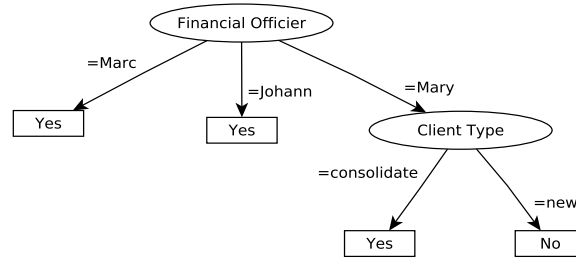 Financial Officier
=Marc
=Johann
=Mary
Yes
Yes
Client Type
=consolidate
=new
Yes
No